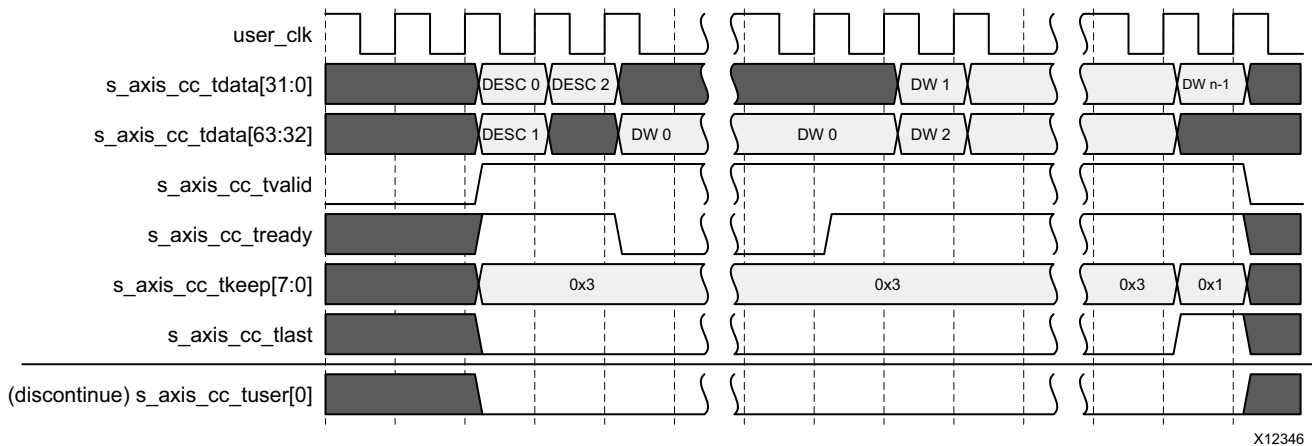 user_clk
s_axis_cc_tdata[31:0] DESC 0 DESC 2 DW 1 DW n-1
s_axis_cc_tdata[63:32] DESC 1 DW 0 DW 0 DW 2
s_axis_cc_tvalid
s_axis_cc_tready
s_axis_cc_tkeep[7:0] 0x3 0x3 0x3 0x1
s_axis_cc_tlast
(discontinue) s_axis_cc_tuser[0]
X12346